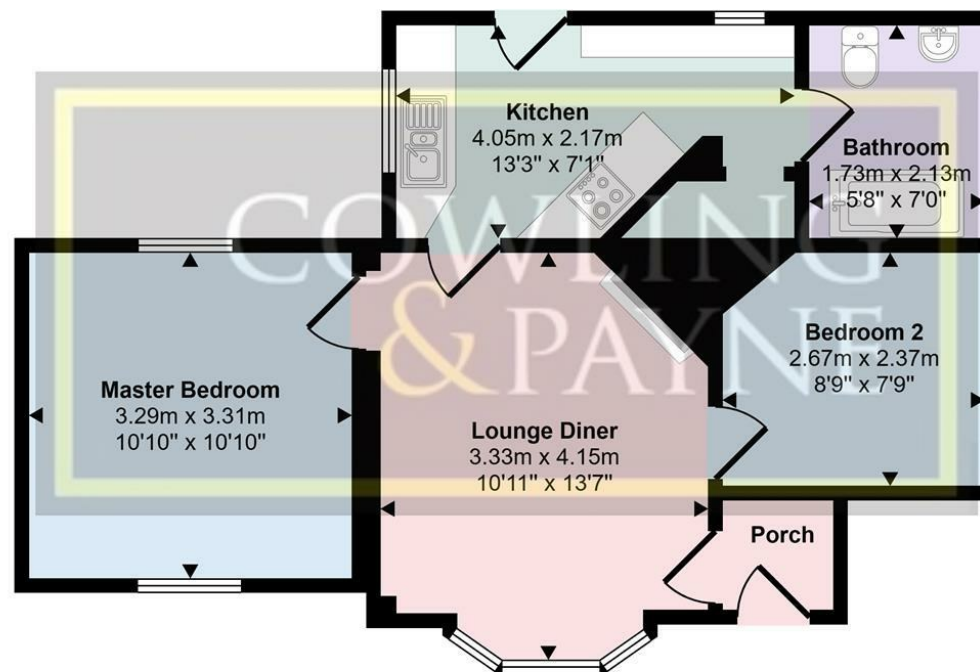 Kitchen
4.05m x 2.17m
13'3" x 7'1"
Bathroom
1.73m x 2.13m
5'8" x 7'0"
COWLING
& PAYNE
Master Bedroom
3.29m x 3.31m
10'10" x 10'10"
Lounge Diner
3.33m x 4.15m
10'11" x 13'7"
Bedroom 2
2.67m x 2.37m
8'9" x 7'9"
Porch